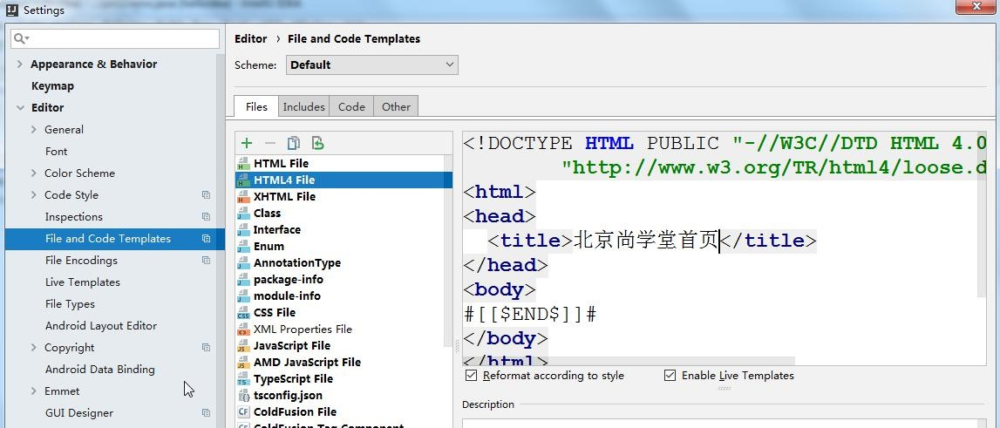 Settings
Appearance & Behavior
Keymap
Editor
General
Font
Color Scheme
Code Style
Inspections
File and Code Templates
File Encodings
Live Templates
File Types
Android Layout Editor
Copyright
Android Data Binding
Emmet
GUI Designer
Editor › File and Code Templates
Scheme: Default
Files Includes Code Other
HTML File
HTML4 File
XHTML File
Class
Interface
Enum
AnnotationType
package-info
module-info
CSS File
XML Properties File
JavaScript File
AMD JavaScript File
TypeScript File
tsconfig.json
ColdFusion File
ColdFusion Tag Component
<!DOCTYPE HTML PUBLIC "-//W3C//DTD HTML 4.0
"http://www.w3.org/TR/html4/loose.d
<html>
<head>
<title>北京尚学堂首页</title>
</head>
<body>
#[[$END$]]#
</body>
</html>
Reformat according to style Enable Live Templates
Description